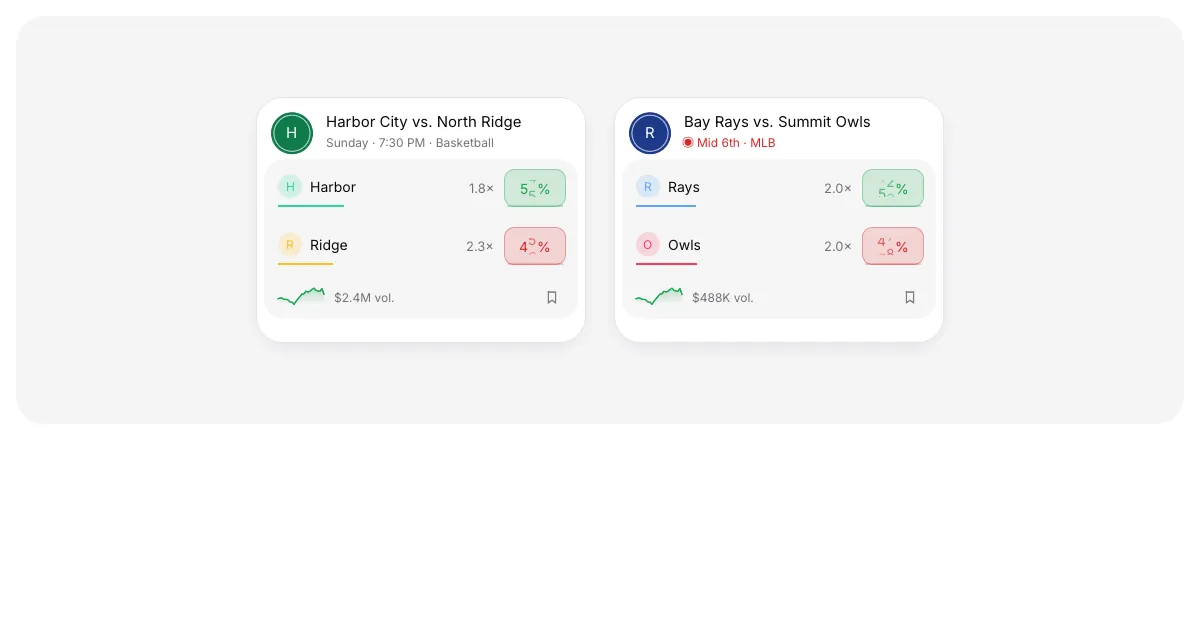 H
Harbor City vs. North Ridge
Sunday · 7:30 PM · Basketball
H Harbor 1.8×
R Ridge 2.3×
$2.4M vol.
R
Bay Rays vs. Summit Owls
Mid 6th · MLB
R Rays 2.0×
O Owls 2.0×
$488K vol.